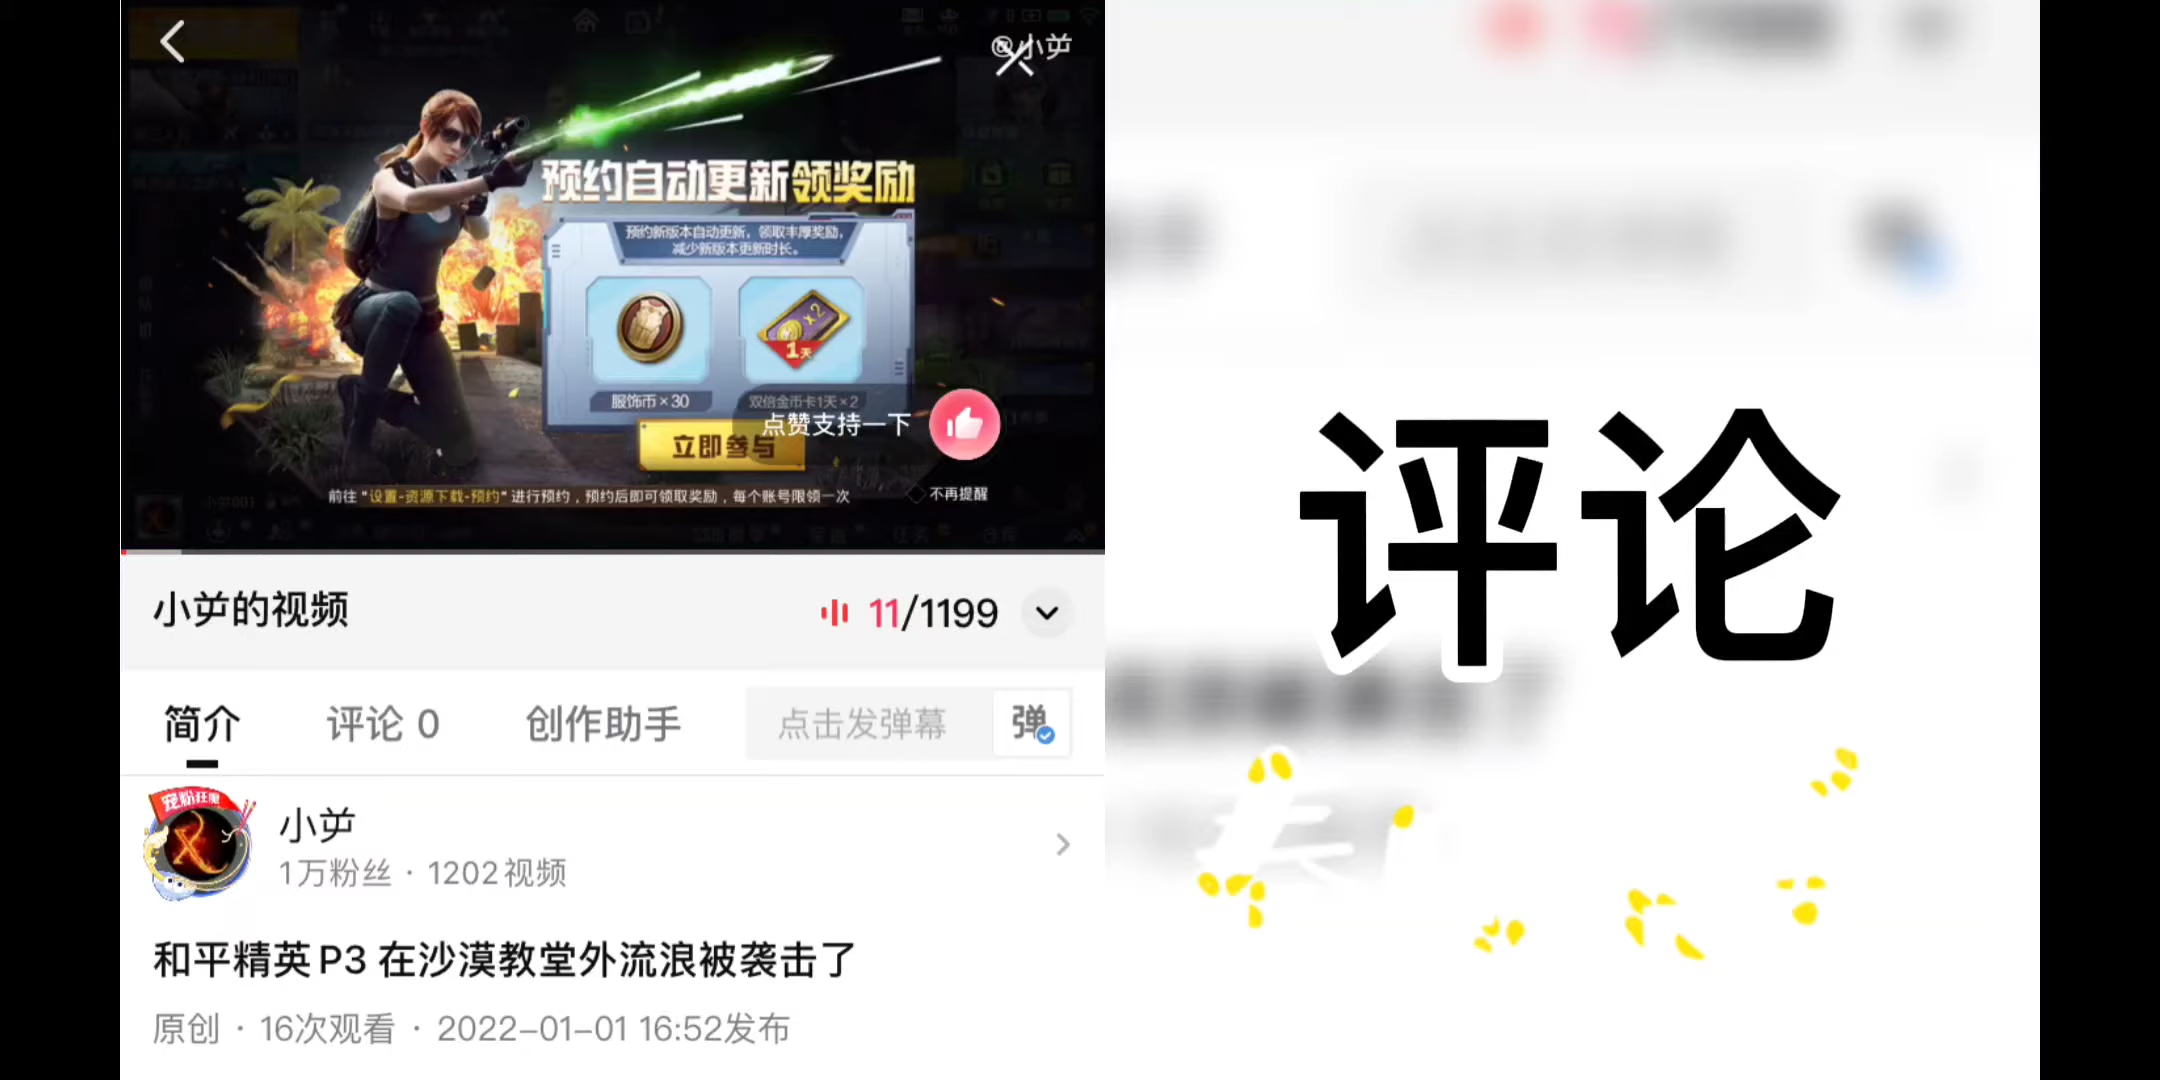 @小岁
预约自动更新领奖励
预约新版本自动更新，领取丰厚奖励，
减少新版本更新时长。
×2
1天
服饰币×30
双倍金币卡1天×2
点赞支持一下
立即参与
前往“设置-资源下载-预约”进行预约，预约后即可领取奖励，每个账号限领一次
不再提醒
小岁的视频
11/1199
简介
评论 0
创作助手
点击发弹幕
弹
宠粉狂魔
小岁
1万粉丝 · 1202视频
和平精英P3 在沙漠教堂外流浪被袭击了
原创 · 16次观看 · 2022-01-01 16:52发布
评论